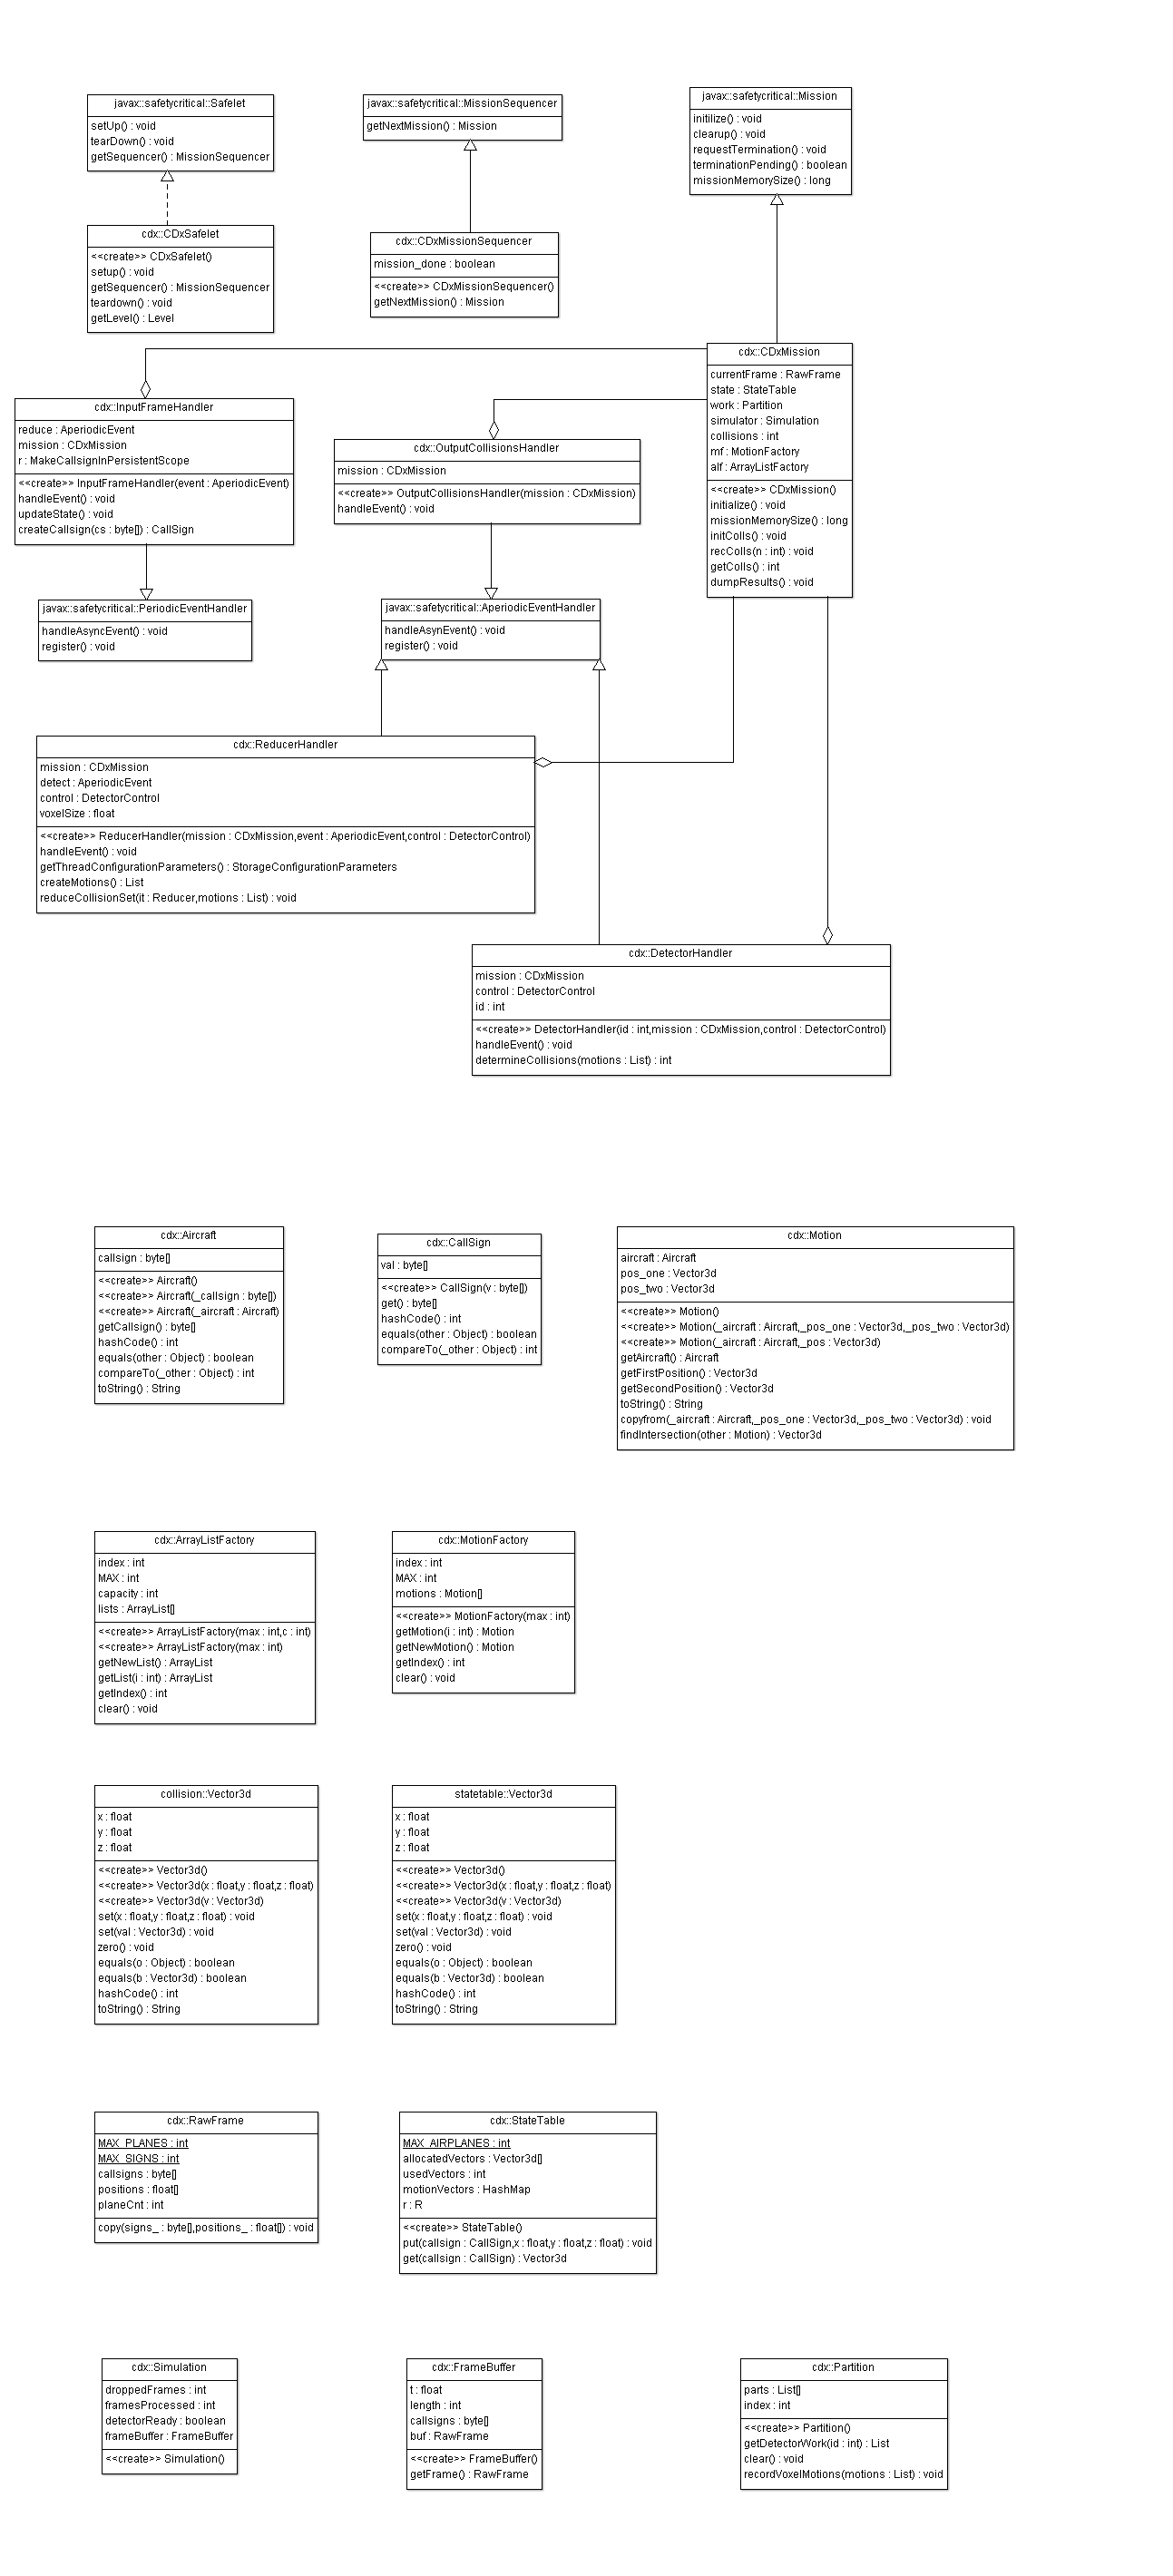 javax::safetycritical::Safelet
setUp() : void
tearDown() : void
getSequencer() : MissionSequencer
javax::safetycritical::MissionSequencer
getNextMission() : Mission
javax::safetycritical::Mission
initilize() : void
clearup() : void
requestTermination() : void
terminationPending() : boolean
missionMemorySize() : long
cdx::CDxSafelet
<<create>> CDxSafelet()
setup() : void
getSequencer() : MissionSequencer
teardown() : void
getLevel() : Level
cdx::CDxMissionSequencer
mission_done : boolean
<<create>> CDxMissionSequencer()
getNextMission() : Mission
cdx::CDxMission
currentFrame : RawFrame
state : StateTable
work : Partition
simulator : Simulation
collisions : int
mf : MotionFactory
alf : ArrayListFactory
<<create>> CDxMission()
initialize() : void
missionMemorySize() : long
initColls() : void
recColls(n : int) : void
getColls() : int
dumpResults() : void
cdx::InputFrameHandler
reduce : AperiodicEvent
mission : CDxMission
r : MakeCallsignInPersistentScope
<<create>> InputFrameHandler(event : AperiodicEvent)
handleEvent() : void
updateState() : void
createCallsign(cs : byte[]) : CallSign
cdx::OutputCollisionsHandler
mission : CDxMission
<<create>> OutputCollisionsHandler(mission : CDxMission)
handleEvent() : void
javax::safetycritical::PeriodicEventHandler
handleAsyncEvent() : void
register() : void
javax::safetycritical::AperiodicEventHandler
handleAsynEvent() : void
register() : void
cdx::ReducerHandler
mission : CDxMission
detect : AperiodicEvent
control : DetectorControl
voxelSize : float
<<create>> ReducerHandler(mission : CDxMission,event : AperiodicEvent,control : DetectorControl)
handleEvent() : void
getThreadConfigurationParameters() : StorageConfigurationParameters
createMotions() : List
reduceCollisionSet(it : Reducer,motions : List) : void
cdx::DetectorHandler
mission : CDxMission
control : DetectorControl
id : int
<<create>> DetectorHandler(id : int,mission : CDxMission,control : DetectorControl)
handleEvent() : void
determineCollisions(motions : List) : int
cdx::Aircraft
callsign : byte[]
<<create>> Aircraft()
<<create>> Aircraft(_callsign : byte[])
<<create>> Aircraft(_aircraft : Aircraft)
getCallsign() : byte[]
hashCode() : int
equals(other : Object) : boolean
compareTo(_other : Object) : int
toString() : String
cdx::CallSign
val : byte[]
<<create>> CallSign(v : byte[])
get() : byte[]
hashCode() : int
equals(other : Object) : boolean
compareTo(_other : Object) : int
cdx::Motion
aircraft : Aircraft
pos_one : Vector3d
pos_two : Vector3d
<<create>> Motion()
<<create>> Motion(_aircraft : Aircraft,_pos_one : Vector3d,_pos_two : Vector3d)
<<create>> Motion(_aircraft : Aircraft,_pos : Vector3d)
getAircraft() : Aircraft
getFirstPosition() : Vector3d
getSecondPosition() : Vector3d
toString() : String
copyfrom(_aircraft : Aircraft,_pos_one : Vector3d,_pos_two : Vector3d) : void
findIntersection(other : Motion) : Vector3d
cdx::ArrayListFactory
index : int
MAX : int
capacity : int
lists : ArrayList[]
<<create>> ArrayListFactory(max : int,c : int)
<<create>> ArrayListFactory(max : int)
getNewList() : ArrayList
getList(i : int) : ArrayList
getIndex() : int
clear() : void
cdx::MotionFactory
index : int
MAX : int
motions : Motion[]
<<create>> MotionFactory(max : int)
getMotion(i : int) : Motion
getNewMotion() : Motion
getIndex() : int
clear() : void
collision::Vector3d
x : float
y : float
z : float
<<create>> Vector3d()
<<create>> Vector3d(x : float,y : float,z : float)
<<create>> Vector3d(v : Vector3d)
set(x : float,y : float,z : float) : void
set(val : Vector3d) : void
zero() : void
equals(o : Object) : boolean
equals(b : Vector3d) : boolean
hashCode() : int
toString() : String
statetable::Vector3d
x : float
y : float
z : float
<<create>> Vector3d()
<<create>> Vector3d(x : float,y : float,z : float)
<<create>> Vector3d(v : Vector3d)
set(x : float,y : float,z : float) : void
set(val : Vector3d) : void
zero() : void
equals(o : Object) : boolean
equals(b : Vector3d) : boolean
hashCode() : int
toString() : String
cdx::RawFrame
MAX_PLANES : int
MAX_SIGNS : int
callsigns : byte[]
positions : float[]
planeCnt : int
copy(signs_ : byte[],positions_ : float[]) : void
cdx::StateTable
MAX_AIRPLANES : int
allocatedVectors : Vector3d[]
usedVectors : int
motionVectors : HashMap
r : R
<<create>> StateTable()
put(callsign : CallSign,x : float,y : float,z : float) : void
get(callsign : CallSign) : Vector3d
cdx::Simulation
droppedFrames : int
framesProcessed : int
detectorReady : boolean
frameBuffer : FrameBuffer
<<create>> Simulation()
cdx::FrameBuffer
t : float
length : int
callsigns : byte[]
buf : RawFrame
<<create>> FrameBuffer()
getFrame() : RawFrame
cdx::Partition
parts : List[]
index : int
<<create>> Partition()
getDetectorWork(id : int) : List
clear() : void
recordVoxelMotions(motions : List) : void